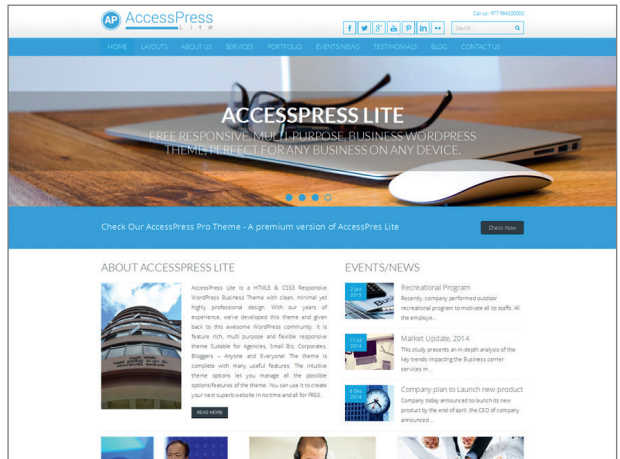 AP AccessPress
Lite
Call us : 977 984100000
Search...
HOME LAYOUTS ABOUT US SERVICES PORTFOLIO EVENTS/NEWS TESTIMONIALS BLOG CONTACT US
ACCESSPRESS LITE
FREE RESPONSIVE, MULTI-PURPOSE, BUSINESS WORDPRESS
THEME, PERFECT FOR ANY BUSINESS ON ANY DEVICE.
Check Our AccessPress Pro Theme - A premium version of AccessPres Lite
Check Now
ABOUT ACCESSPRESS LITE
AccessPress Lite is a HTML5 & CSS3 Responsive
WordPress Business Theme with clean, minimal yet
highly professional design. With our years of
experience, we've developed this theme and given
back to this awesome WordPress community. It is
feature rich, multi purpose and flexible responsive
theme Suitable for Agencies, Small Biz, Corporates,
Bloggers - Anyone and Everyone! The theme is
complete with many useful features. The intuitive
theme options let you manage all the possible
options/features of the theme. You can use it to create
your next superb website in no time and all for FREE.
READ MORE
EVENTS/NEWS
2 Jan
2015
Recreational Program
Recently, company performed outdoor
recreational program to motivate all its staffs. All
the employe...
11 Jul
2014
Market Update, 2014
This study presents an in-depth analysis of the
key trends impacting the Business carrier
services m...
2014
Company plan to Launch new product
Company today announced to launch its new
product by the end of april. the CEO of company
announced ...